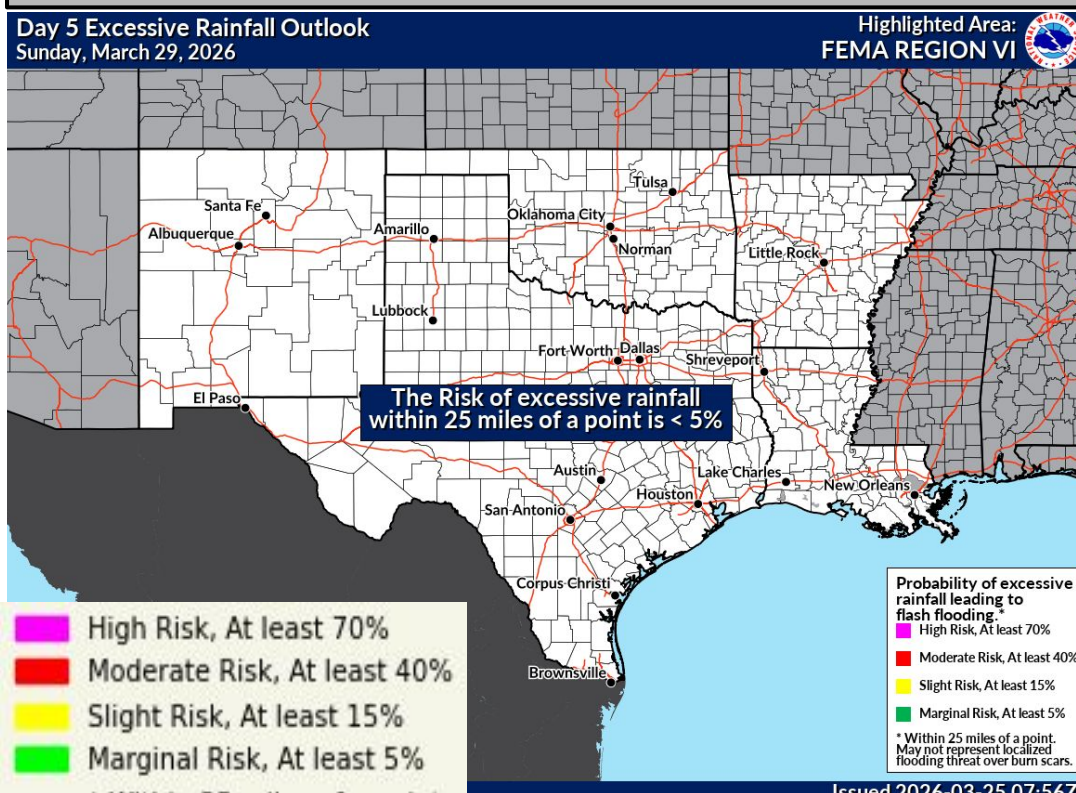 Day 5 Excessive Rainfall Outlook
Sunday, March 29, 2026
Highlighted Area:
FEMA REGION VI
Santa Fe
Albuquerque
Amarillo
Lubbock
Tulsa
Oklahoma City
Norman
Little Rock
Fort Worth
Dallas
Shreveport
El Paso
The Risk of excessive rainfall
within 25 miles of a point is < 5%
Austin
Lake Charles
Houston
New Orleans
San Antonio
Corpus Christi
Brownsville
High Risk, At least 70%
Moderate Risk, At least 40%
Slight Risk, At least 15%
Marginal Risk, At least 5%
Probability of excessive
rainfall leading to
flash flooding.*
High Risk, At least 70%
Moderate Risk, At least 40%
Slight Risk, At least 15%
Marginal Risk, At least 5%
* Within 25 miles of a point.
May not represent localized
flooding threat over burn scars.
Issued 2026-03-25 07:56Z